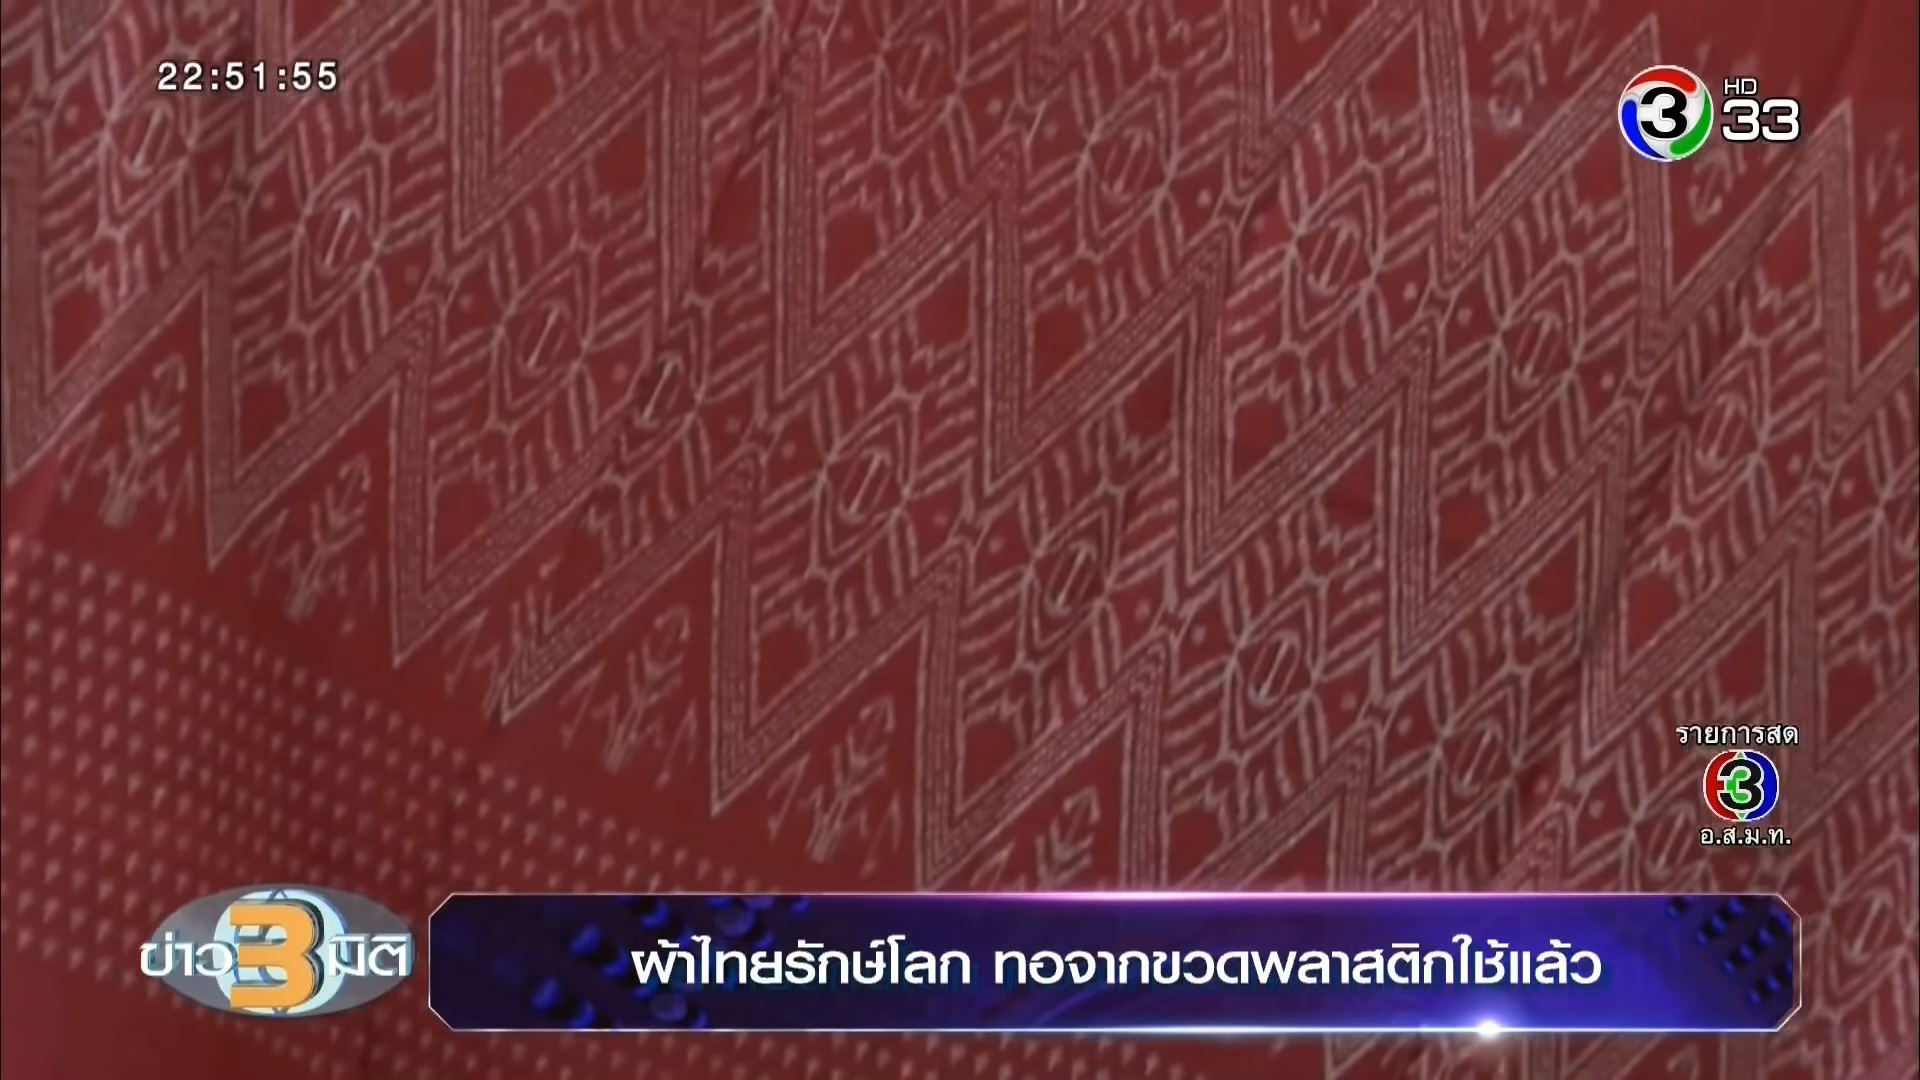 22:51:55
3 HD 33
รายการสด
3
อ.ส.ม.ท.
ข่าว 3 มิติ
ผ้าไทยรักษ์โลก ทอจากขวดพลาสติกใช้แล้ว